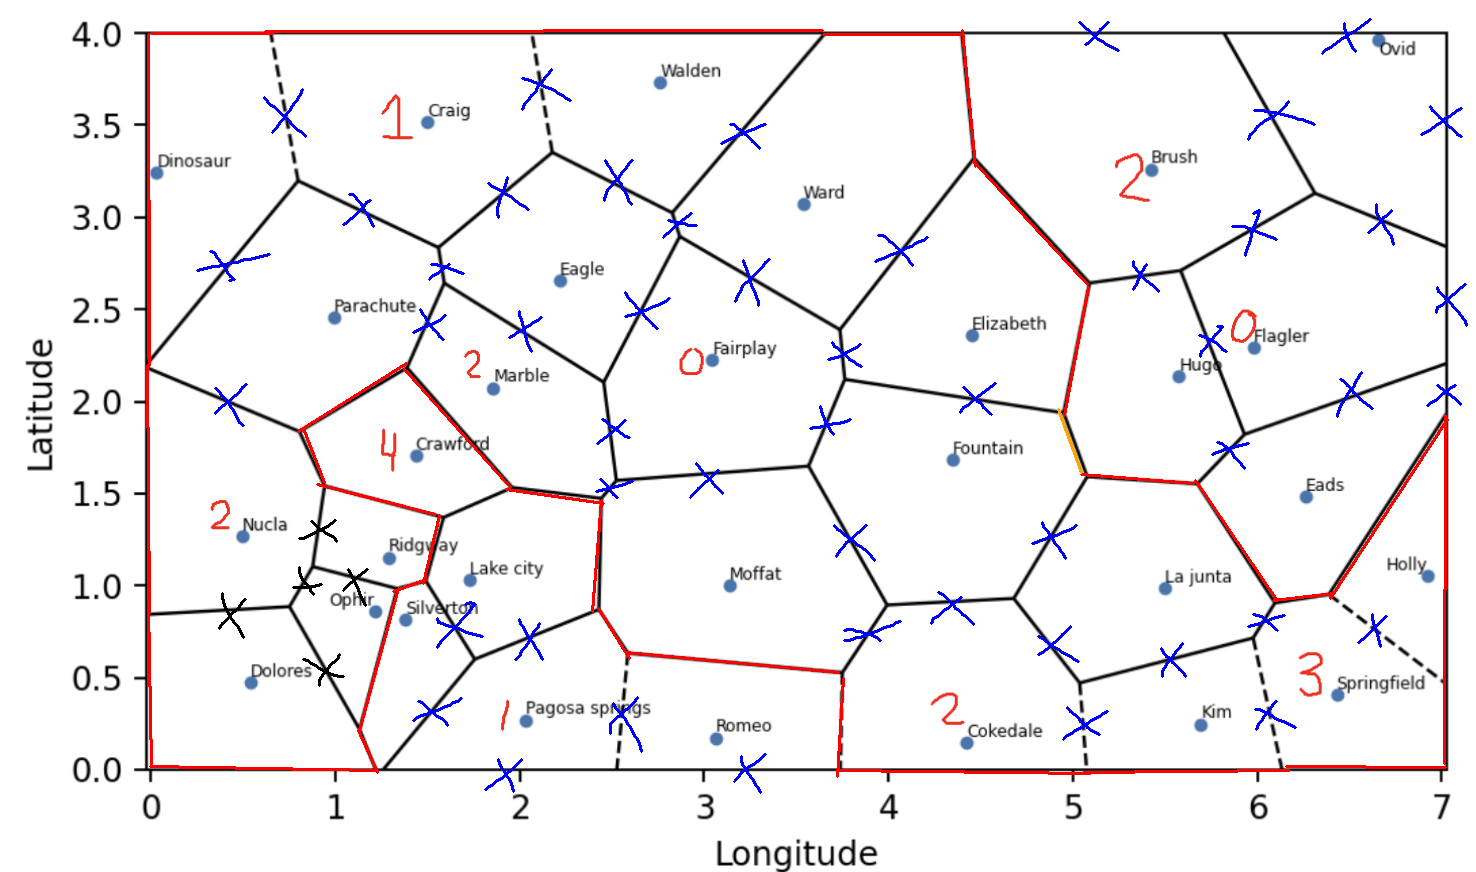 4.0
3.5
3.0
2.5
2.0
1.5
1.0
0.5
0.0
Latitude
Ovid
Walden
1 Craig
Dinosaur
2 Brush
Ward
Eagle
Parachute
Elizabeth
0 Flagler
0 Fairplay
Hugo
2 Marble
4 Crawford
Fountain
Eads
2 Nucla
Ridgway
Lake city
Moffat
La junta
Holly
Ophir
Silverton
Dolores
3 Springfield
1 Pagosa springs
Romeo
2 Cokedale
Kim
0 1 2 3 4 5 6 7
Longitude